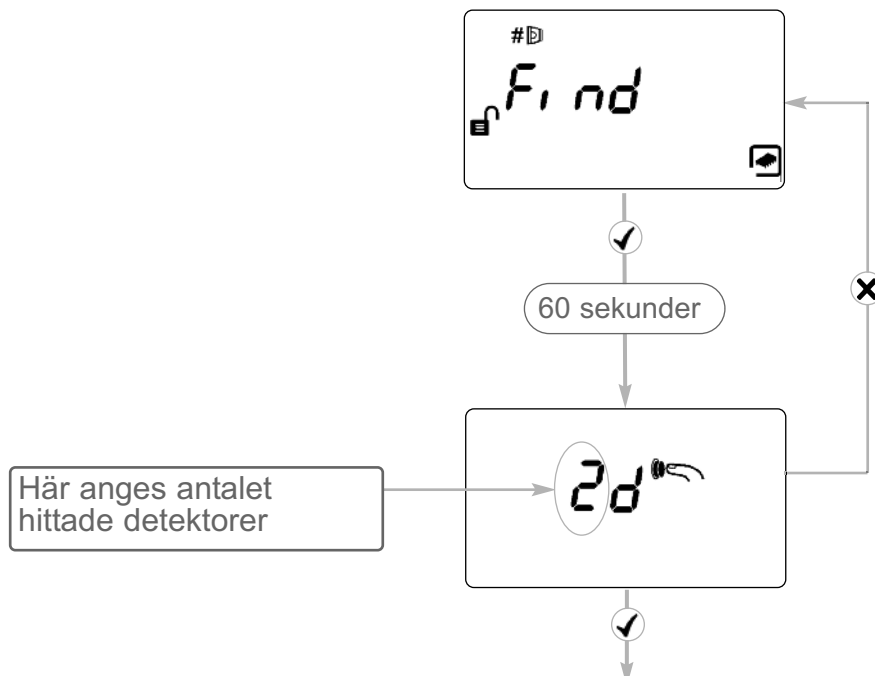 #
Find
60 sekunder
2d
Här anges antalet
hittade detektorer